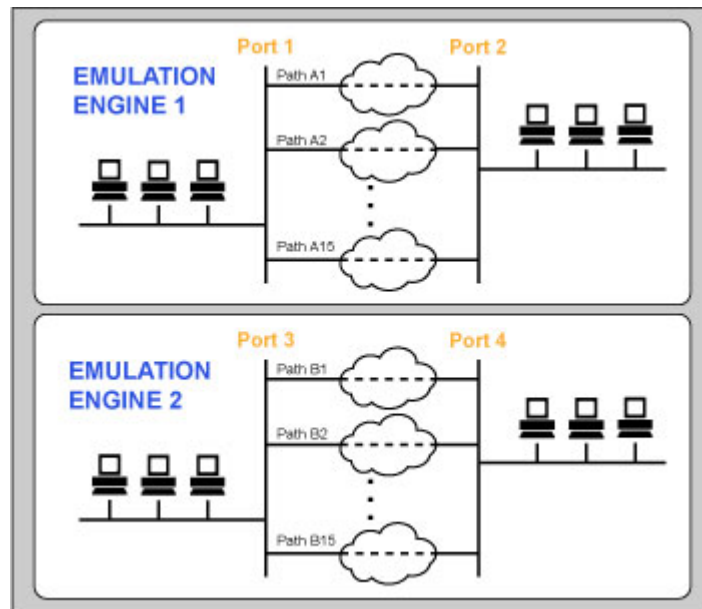 Port 1
Port 2
EMULATION
ENGINE 1
Path A1
Path A2
Path A15
Port 3
Port 4
EMULATION
ENGINE 2
Path B1
Path B2
Path B15